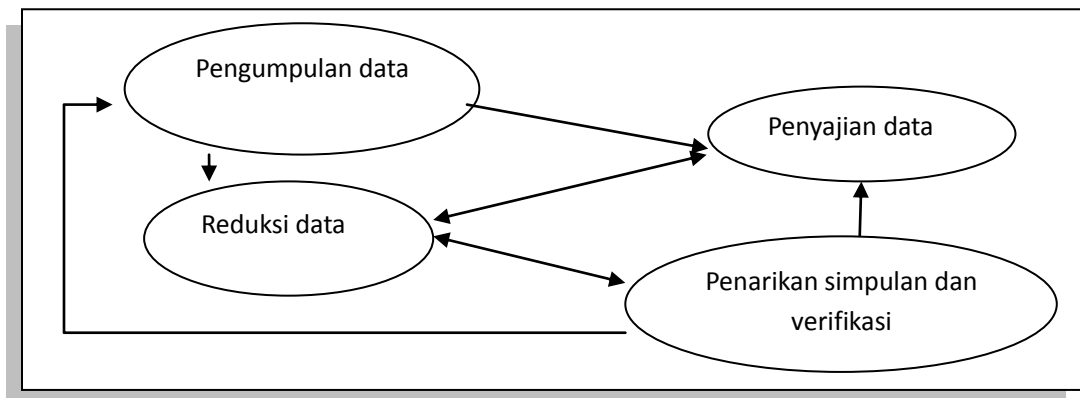 Pengumpulan data
Penyajian data
Reduksi data
Penarikan simpulan dan
verifikasi